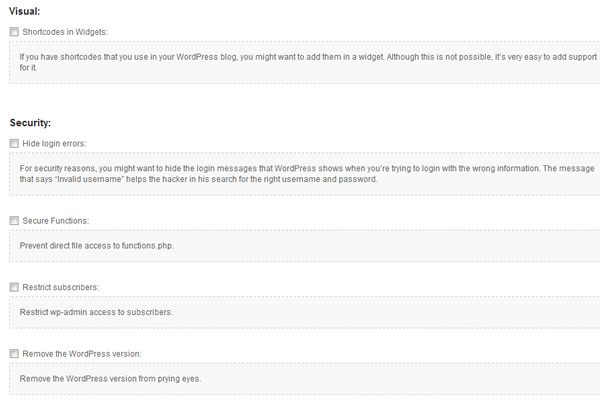 Visual:
Shortcodes in Widgets:
If you have shortcodes that you use in your WordPress blog, you might want to add them in a widget. Although this is not possible, it's very easy to add support
for it.
Security:
Hide login errors:
For security reasons, you might want to hide the login messages that WordPress shows when you're trying to login with the wrong information. The message
that says "Invalid username" helps the hacker in his search for the right username and password.
Secure Functions:
Prevent direct file access to functions.php.
Restrict subscribers:
Restrict wp-admin access to subscribers.
Remove the WordPress version:
Remove the WordPress version from prying eyes.